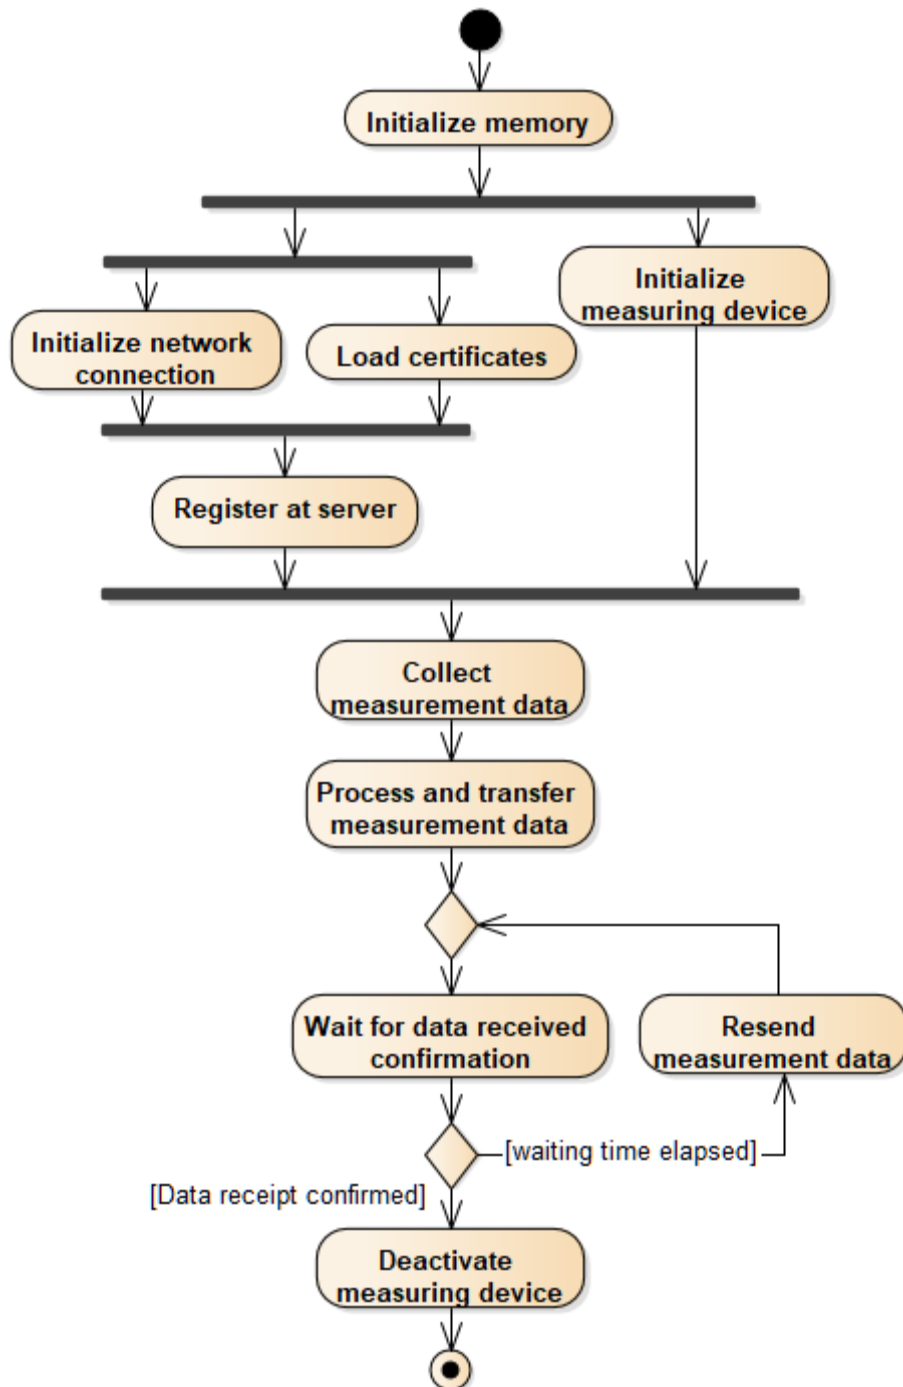 Initialize memory
Initialize
measuring device
Initialize network
connection
Load certificates
Register at server
Collect
measurement data
Process and transfer
measurement data
Wait for data received
confirmation
Resend
measurement data
[waiting time elapsed]
[Data receipt confirmed]
Deactivate
measuring device